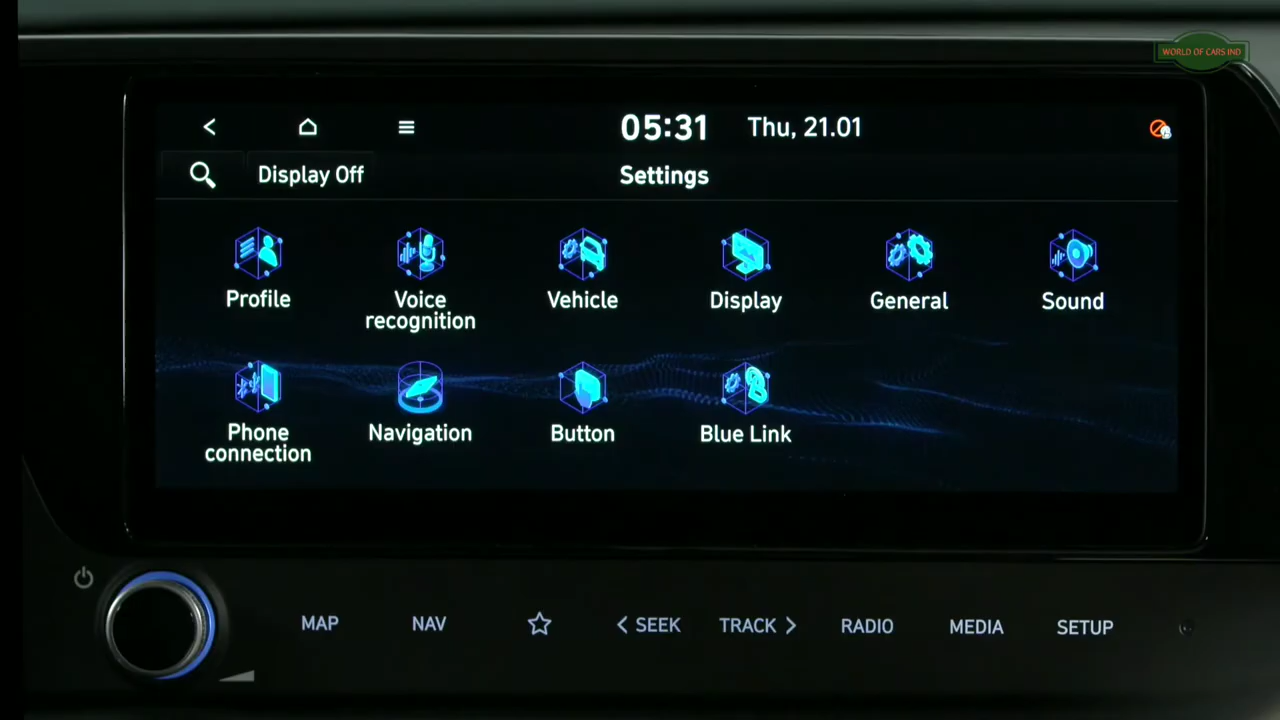 WORLD OF CARS IND
05:31 Thu, 21.01
Display Off Settings
Profile
Voice
recognition
Vehicle
Display
General
Sound
Phone
connection
Navigation
Button
Blue Link
MAP NAV < SEEK TRACK > RADIO MEDIA SETUP